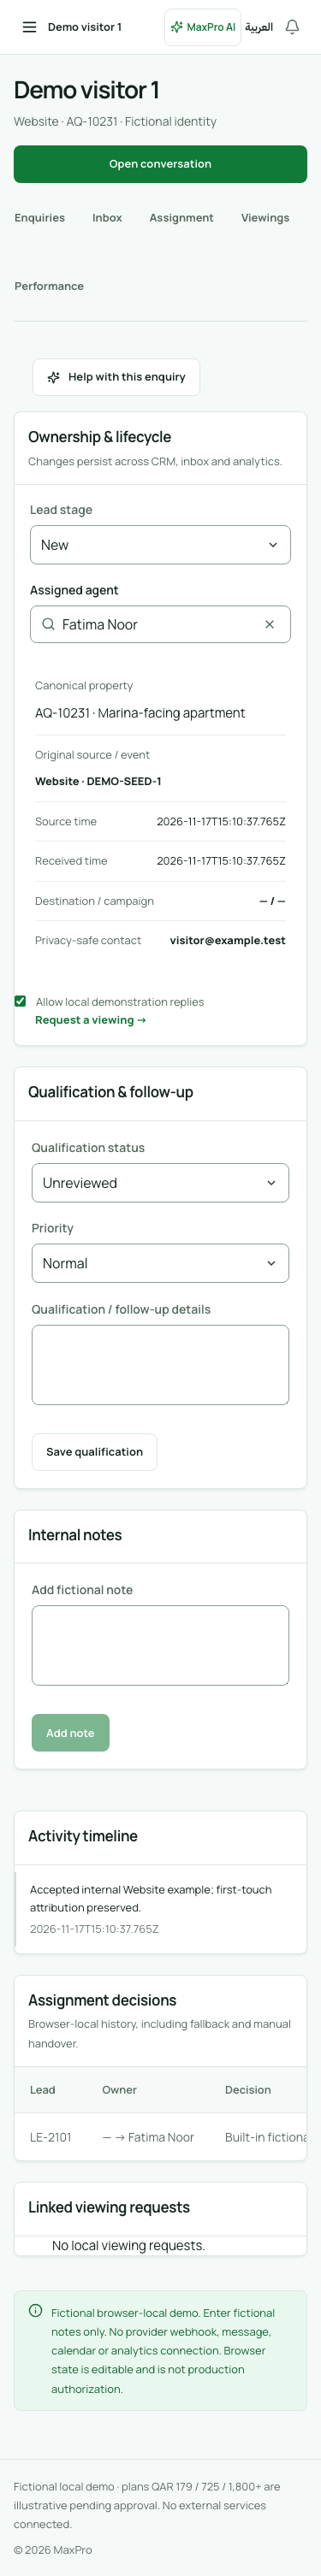 Demo visitor 1
MaxPro AI
العربية
Demo visitor 1
Website · AQ-10231 · Fictional identity
Open conversation
Enquiries Inbox Assignment Viewings
Performance
Help with this enquiry
Ownership & lifecycle
Changes persist across CRM, inbox and analytics.
Lead stage
New
Assigned agent
Fatima Noor
Canonical property
AQ-10231 · Marina-facing apartment
Original source / event
Website · DEMO-SEED-1
Source time 2026-11-17T15:10:37.765Z
Received time 2026-11-17T15:10:37.765Z
Destination / campaign — / —
Privacy-safe contact visitor@example.test
Allow local demonstration replies
Request a viewing →
Qualification & follow-up
Qualification status
Unreviewed
Priority
Normal
Qualification / follow-up details
Save qualification
Internal notes
Add fictional note
Add note
Activity timeline
Accepted internal Website example; first-touch
attribution preserved.
2026-11-17T15:10:37.765Z
Assignment decisions
Browser-local history, including fallback and manual
handover.
Lead Owner Decision
LE-2101 — → Fatima Noor Built-in fictiona
Linked viewing requests
No local viewing requests.
Fictional browser-local demo. Enter fictional
notes only. No provider webhook, message,
calendar or analytics connection. Browser
state is editable and is not production
authorization.
Fictional local demo · plans QAR 179 / 725 / 1,800+ are
illustrative pending approval. No external services
connected.
© 2026 MaxPro